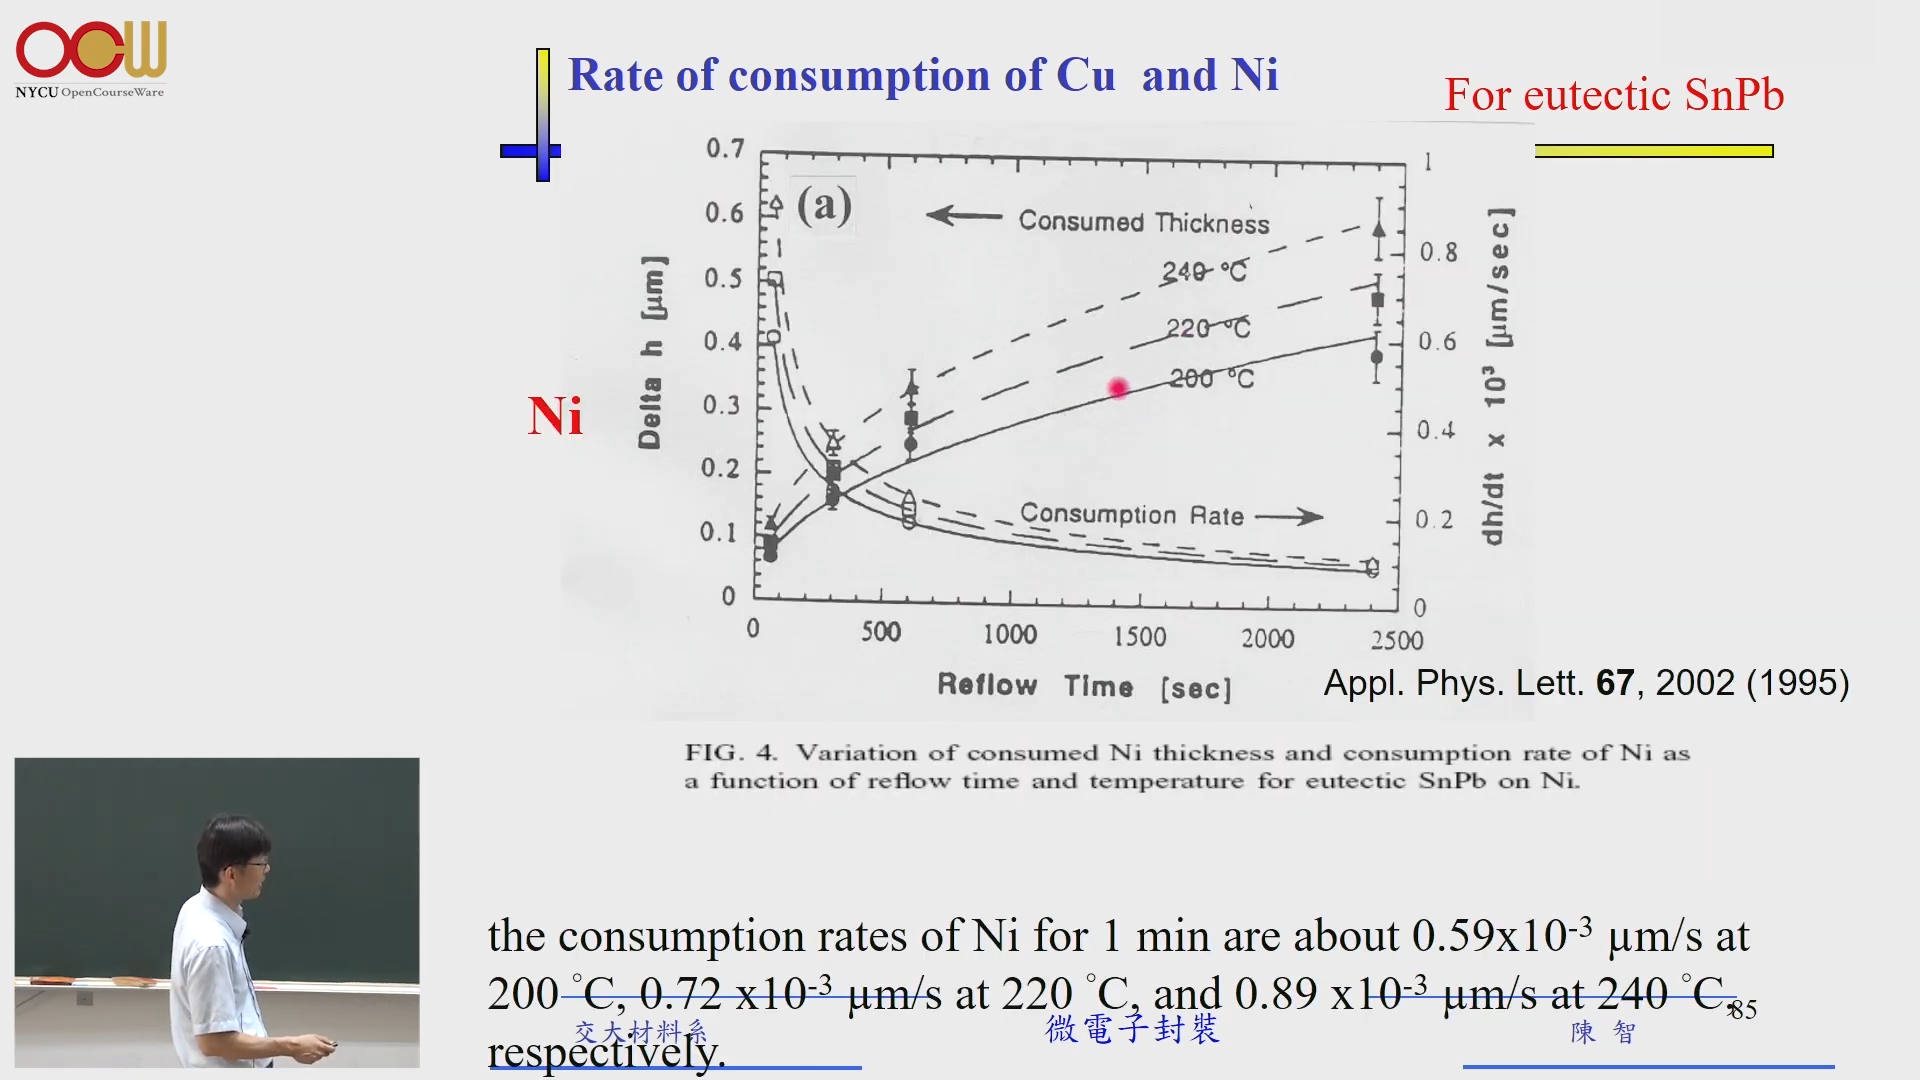 OCW
NYCU OpenCourseWare
Rate of consumption of Cu and Ni
For eutectic SnPb
Ni
(a)
Consumed Thickness
240 °C
220 °C
200 °C
Consumption Rate
Delta h [μm]
0.7
0.6
0.5
0.4
0.3
0.2
0.1
0
1
0.8
0.6
0.4
0.2
0
dh/dt x 10³ [μm/sec]
0 500 1000 1500 2000 2500
Reflow Time [sec]
Appl. Phys. Lett. 67, 2002 (1995)
FIG. 4. Variation of consumed Ni thickness and consumption rate of Ni as
a function of reflow time and temperature for eutectic SnPb on Ni.
the consumption rates of Ni for 1 min are about 0.59x10⁻³ μm/s at
200 °C, 0.72 x10⁻³ μm/s at 220 °C, and 0.89 x10⁻³ μm/s at 240 °C,
respectively.
85
交大材料系
微電子封裝
陳 智